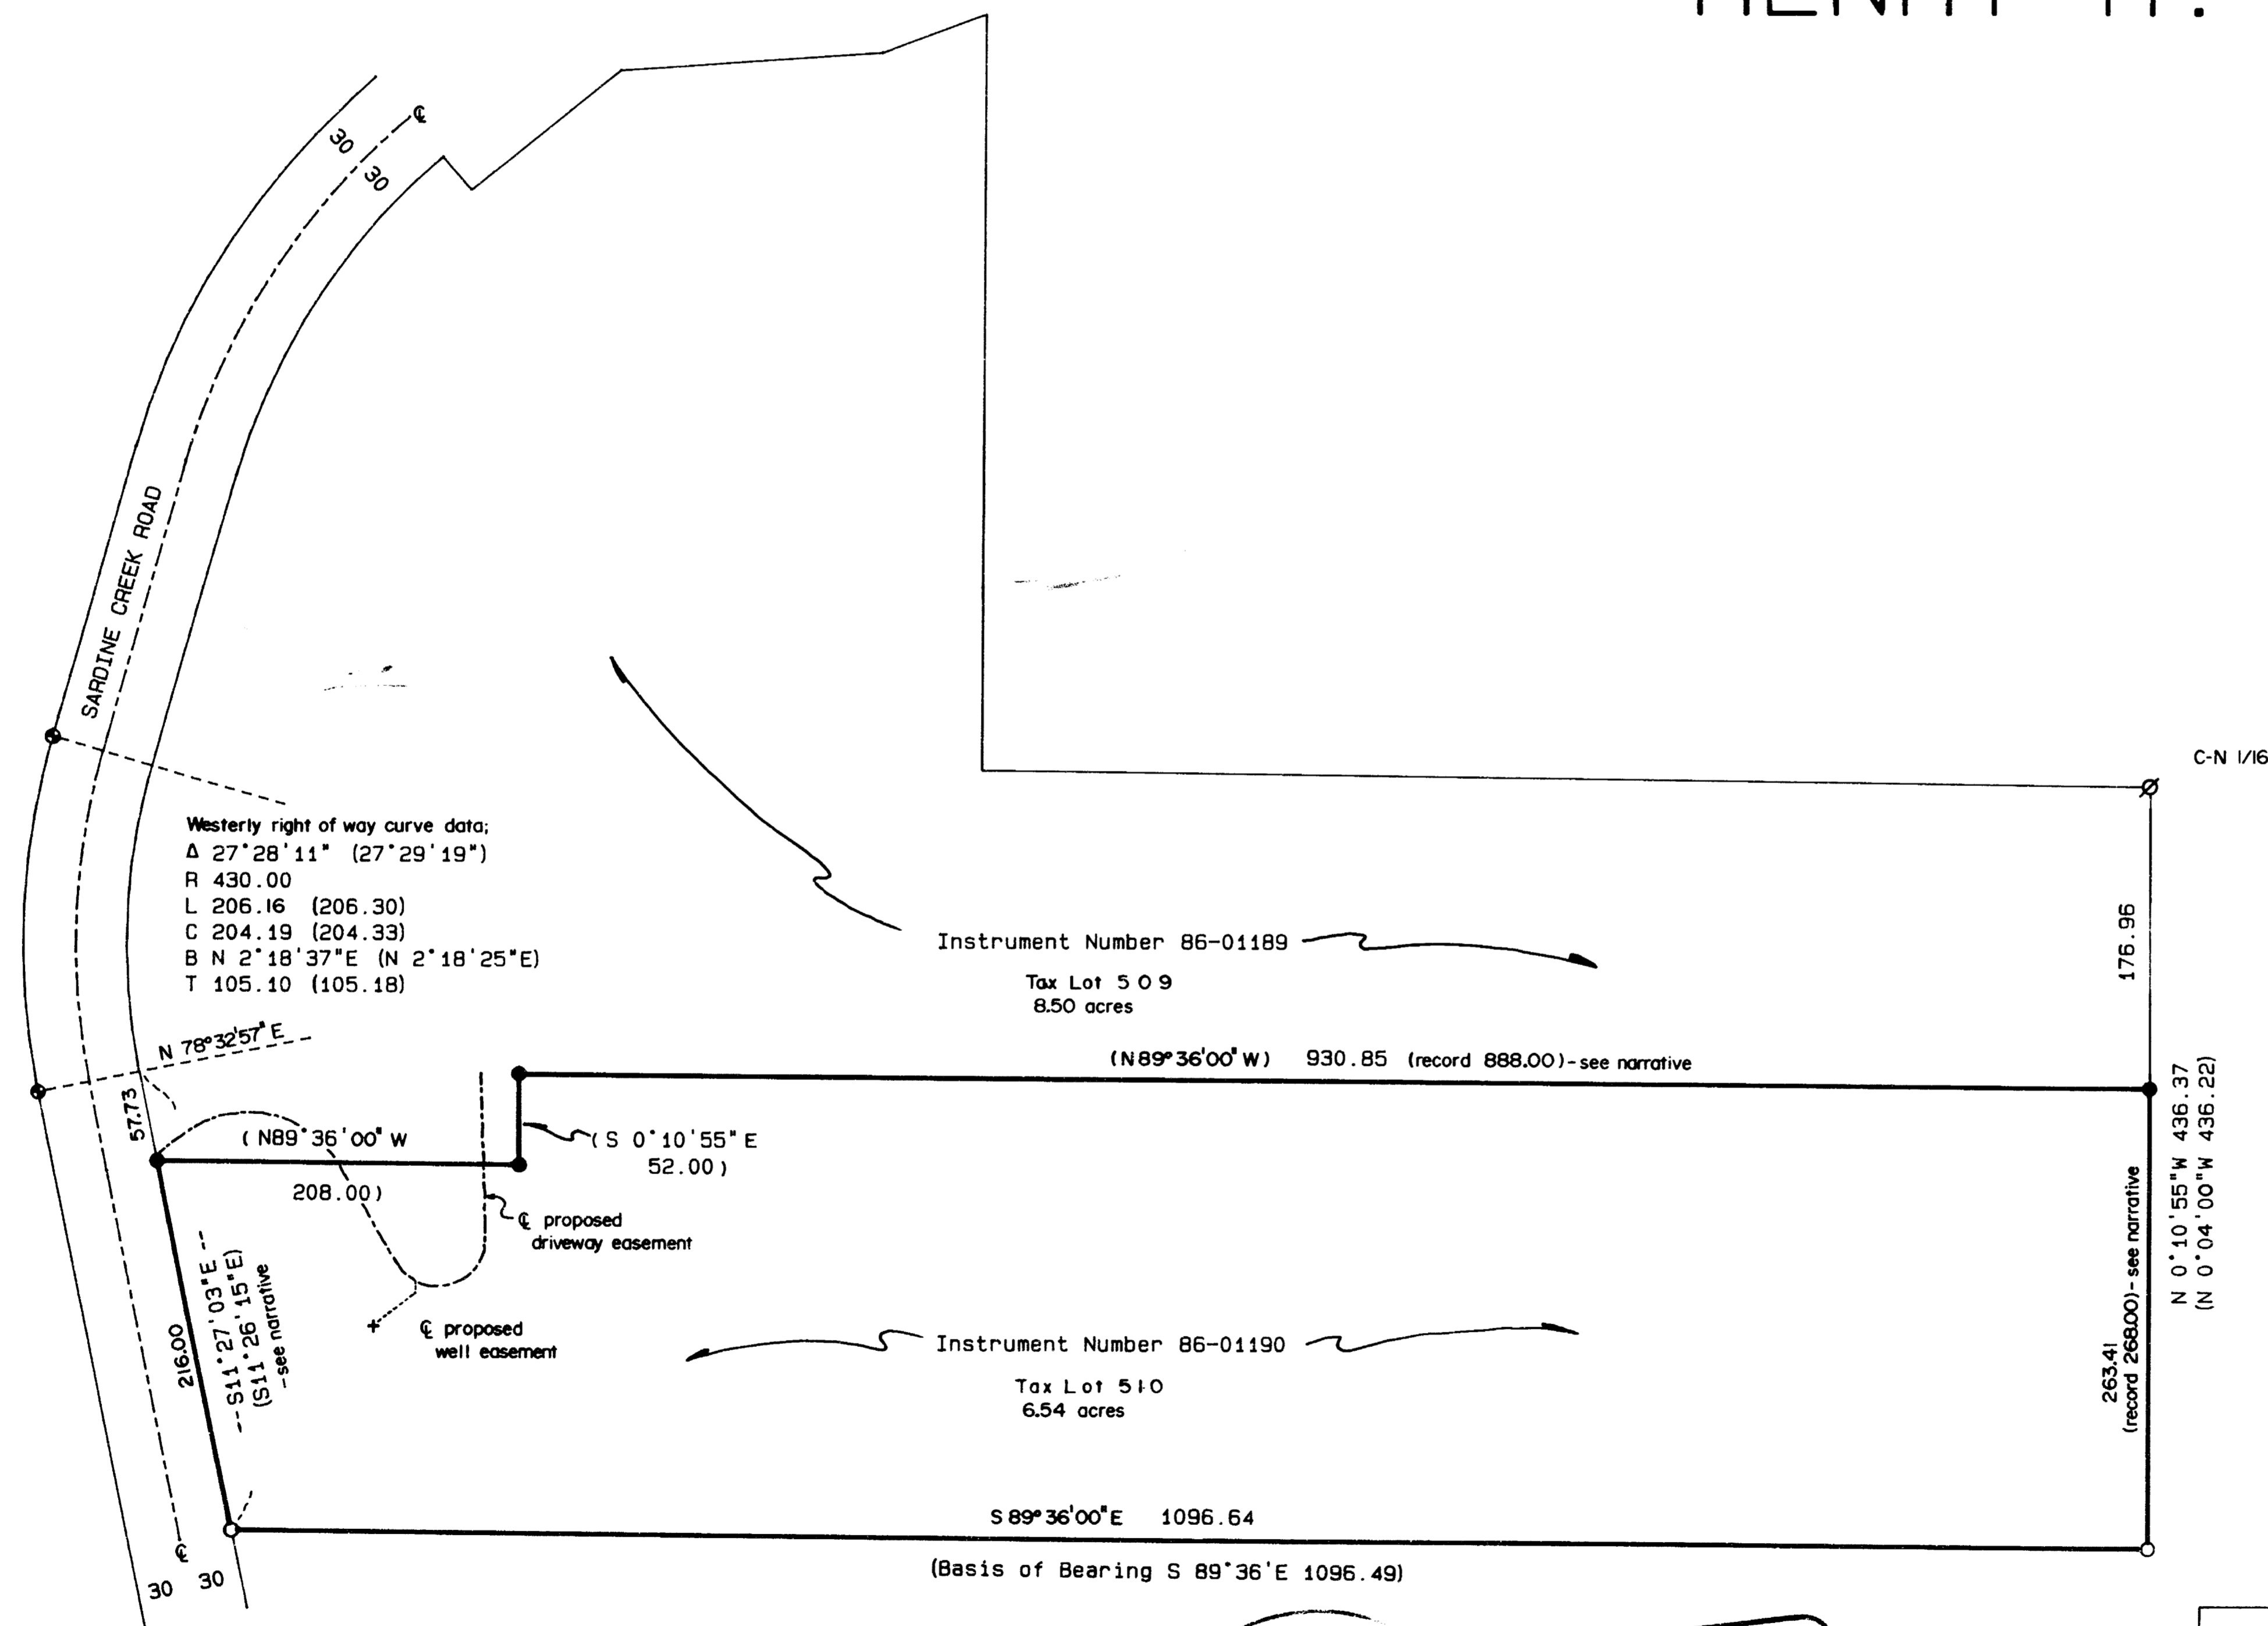 30
30
℄
SARDINE CREEK ROAD
C-N 1/16
Westerly right of way curve data;
Δ 27°28'11" (27°29'19")
R 430.00
L 206.16 (206.30)
C 204.19 (204.33)
B N 2°18'37"E (N 2°18'25"E)
T 105.10 (105.18)
Instrument Number 86-01189
Tax Lot 509
8.50 acres
176.96
N 78°32'57" E
(N89°36'00" W) 930.85 (record 888.00)-see narrative
57.73
( N89°36'00" W
208.00)
( S 0°10'55" E
52.00 )
℄ proposed
driveway easement
℄ proposed
well easement
N 0°10'55"W 436.37
(N 0°04'00"W 436.22)
263.41
(record 268.00)- see narrative
216.00
--S11°27'03"E--
(S11°26'15"E)
-see narrative
Instrument Number 86-01190
Tax Lot 510
6.54 acres
S 89°36'00"E 1096.64
(Basis of Bearing S 89°36'E 1096.49)
℄
30
30